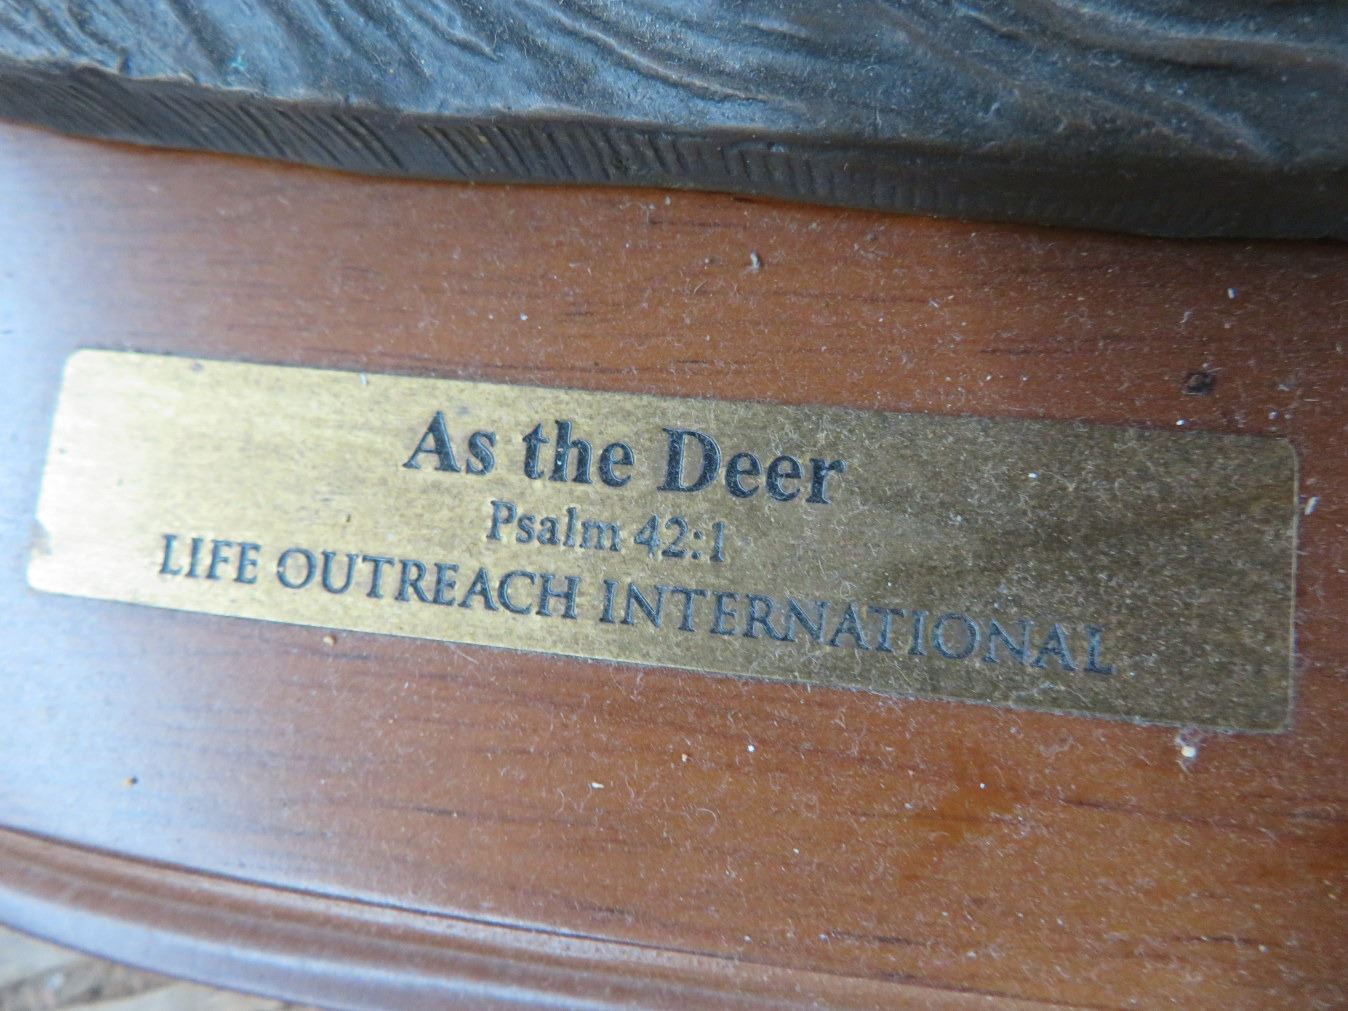 As the Deer
Psalm 42:1
LIFE OUTREACH INTERNATIONAL